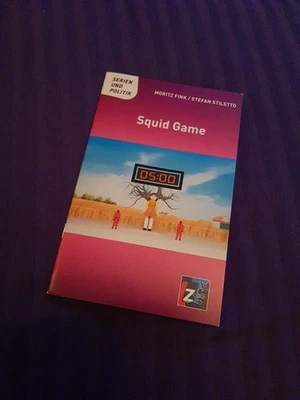 SERIEN
UND
POLITIK
MORITZ FINK / STEFAN STILETTO
Squid Game
05:00
Z